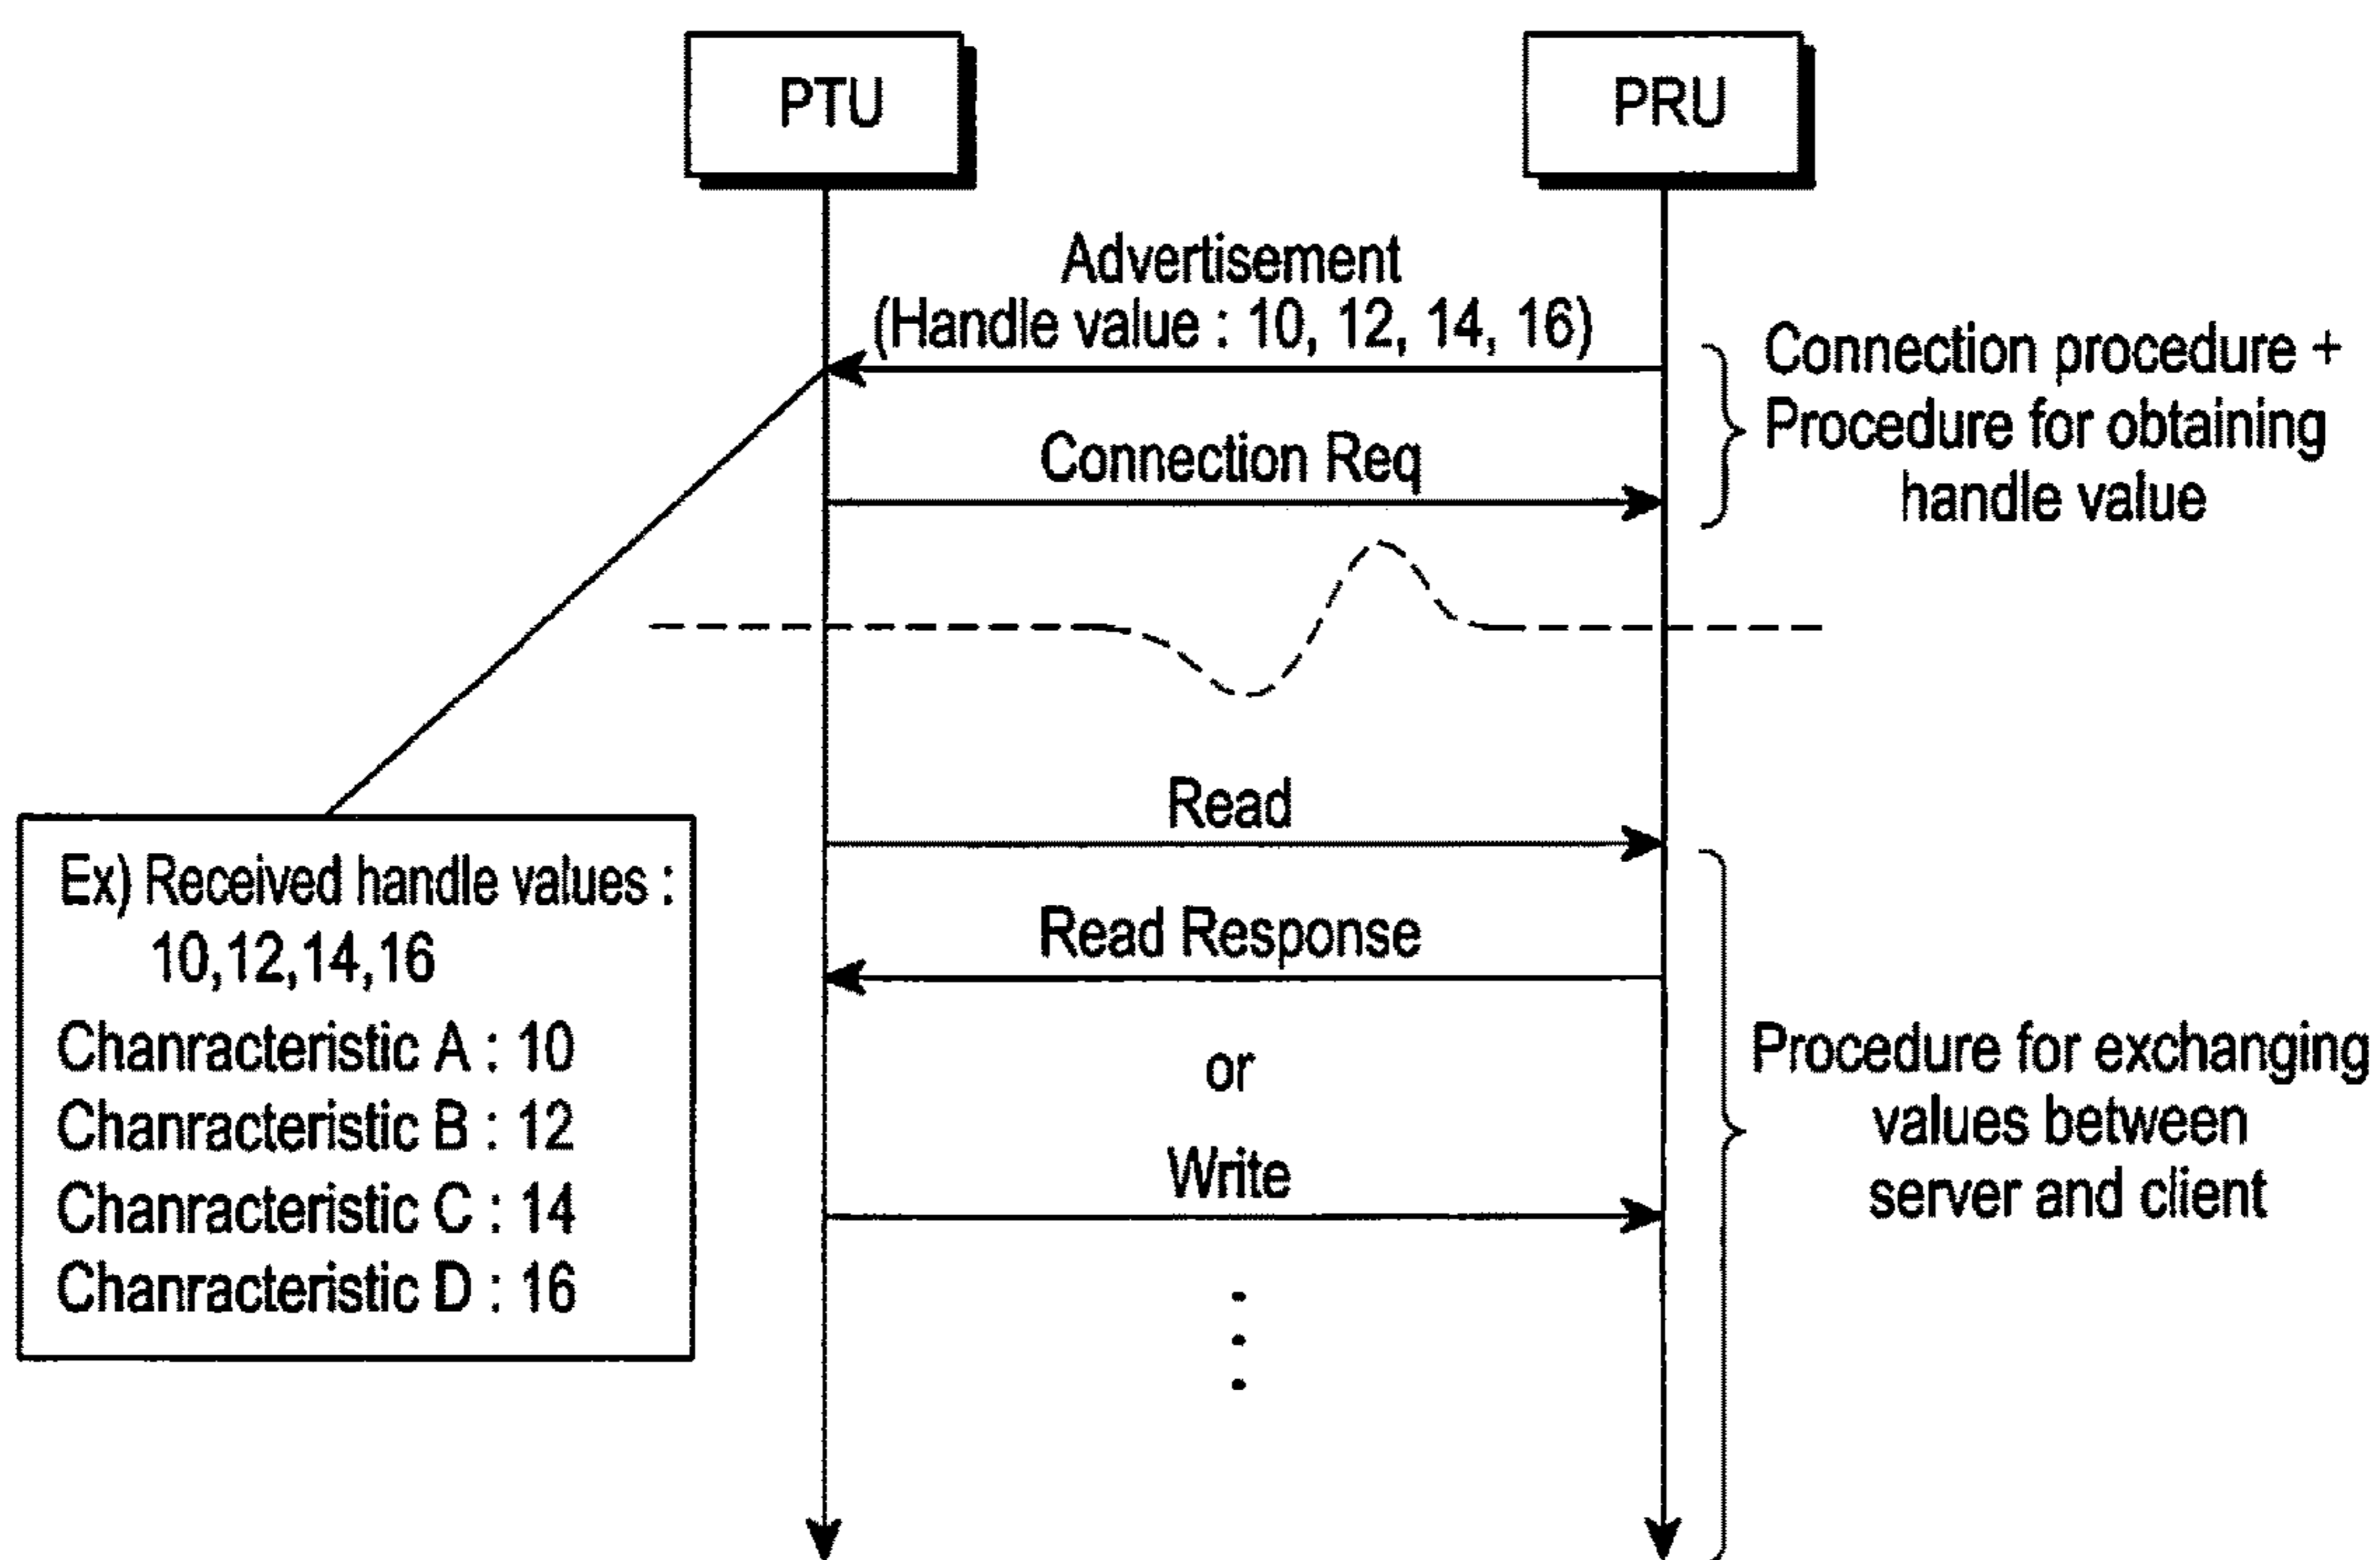 PTU
PRU
Advertisement
(Handle value : 10, 12, 14, 16)
Connection procedure +
Procedure for obtaining
handle value
Connection Req
Read
Ex) Received handle values :
10,12,14,16
Chanracteristic A : 10
Chanracteristic B : 12
Chanracteristic C : 14
Chanracteristic D : 16
Read Response
or
Write
Procedure for exchanging
values between
server and client